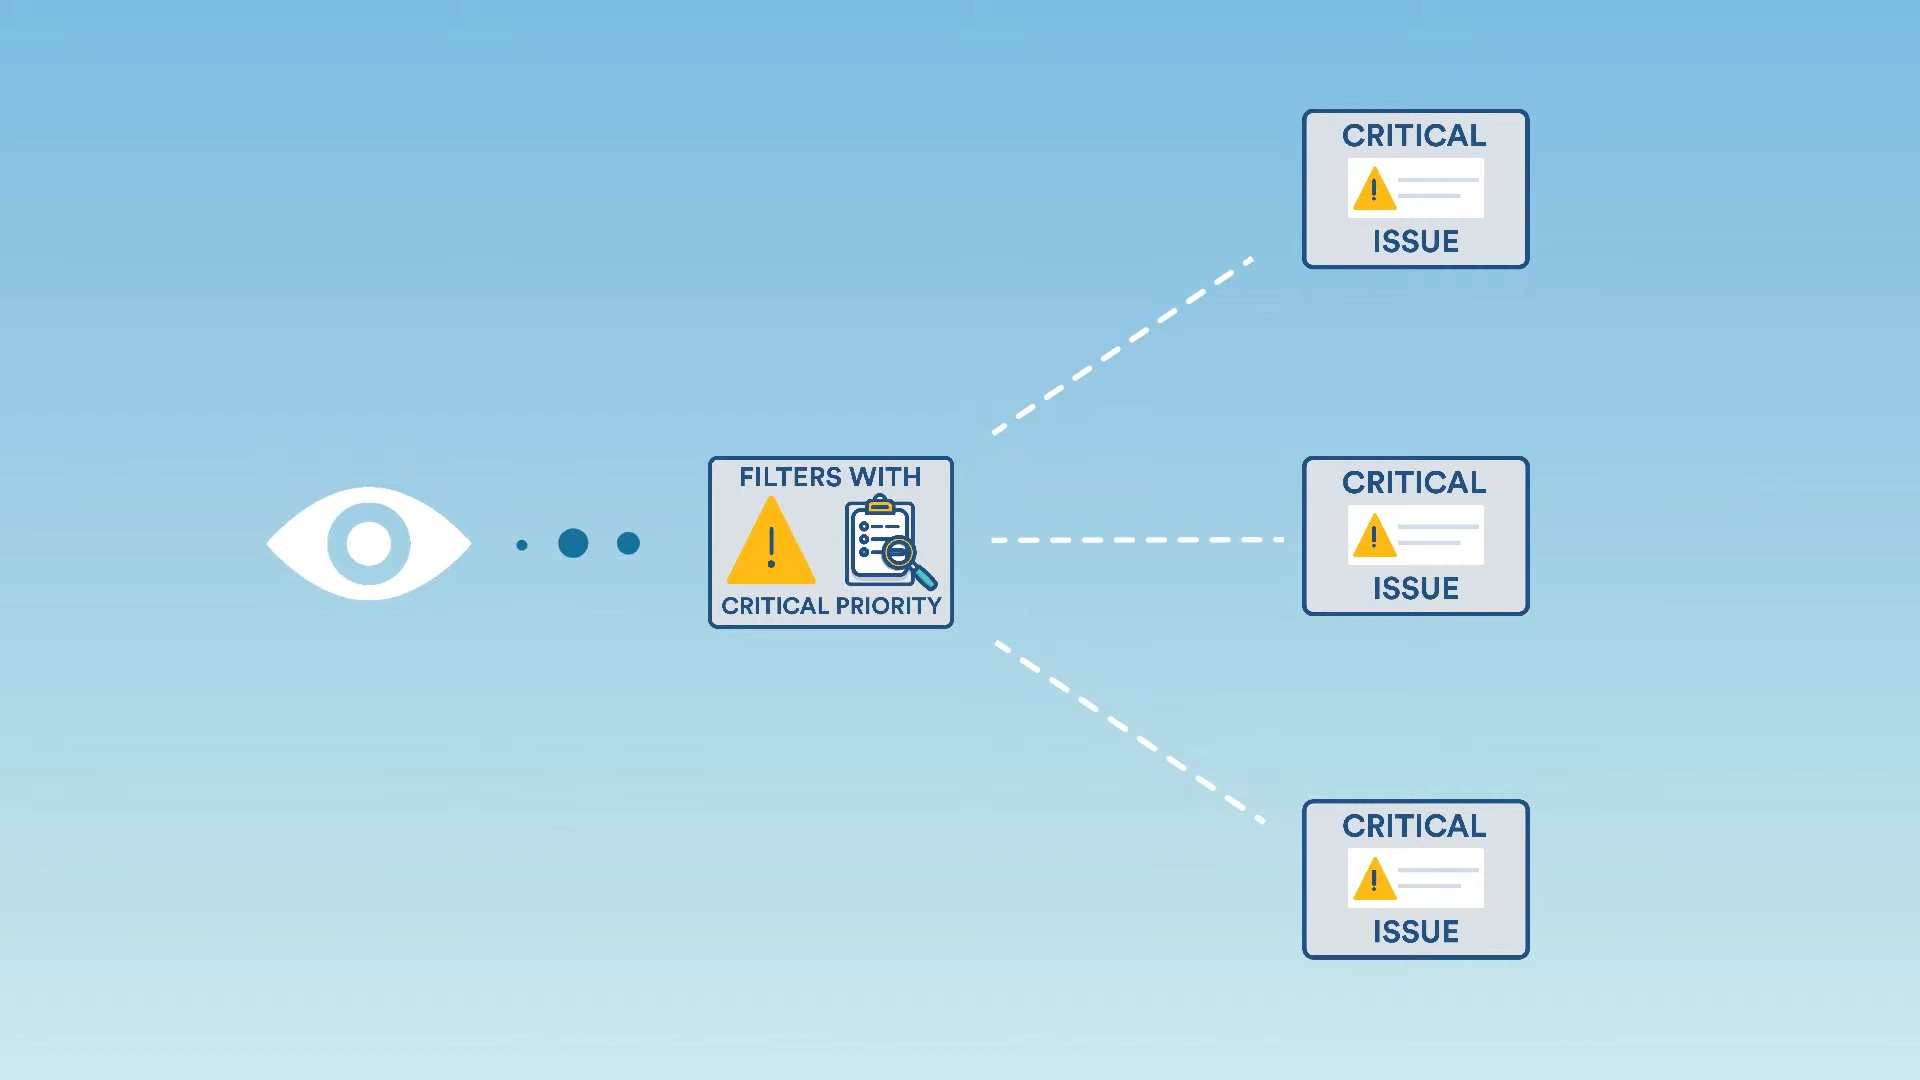 FILTERS WITH
CRITICAL PRIORITY
CRITICAL
ISSUE
CRITICAL
ISSUE
CRITICAL
ISSUE